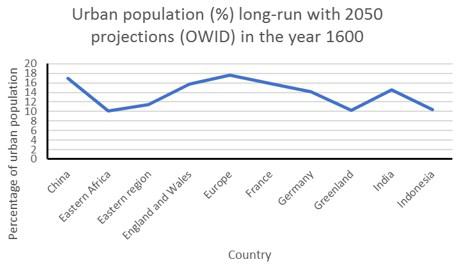 Urban population (%) long-run with 2050
projections (OWID) in the year 1600
Percentage of urban population
20
18
16
14
12
10
8
6
4
2
0
China
Eastern Africa
Eastern region
England and Wales
Europe
France
Germany
Greenland
India
Indonesia
Country